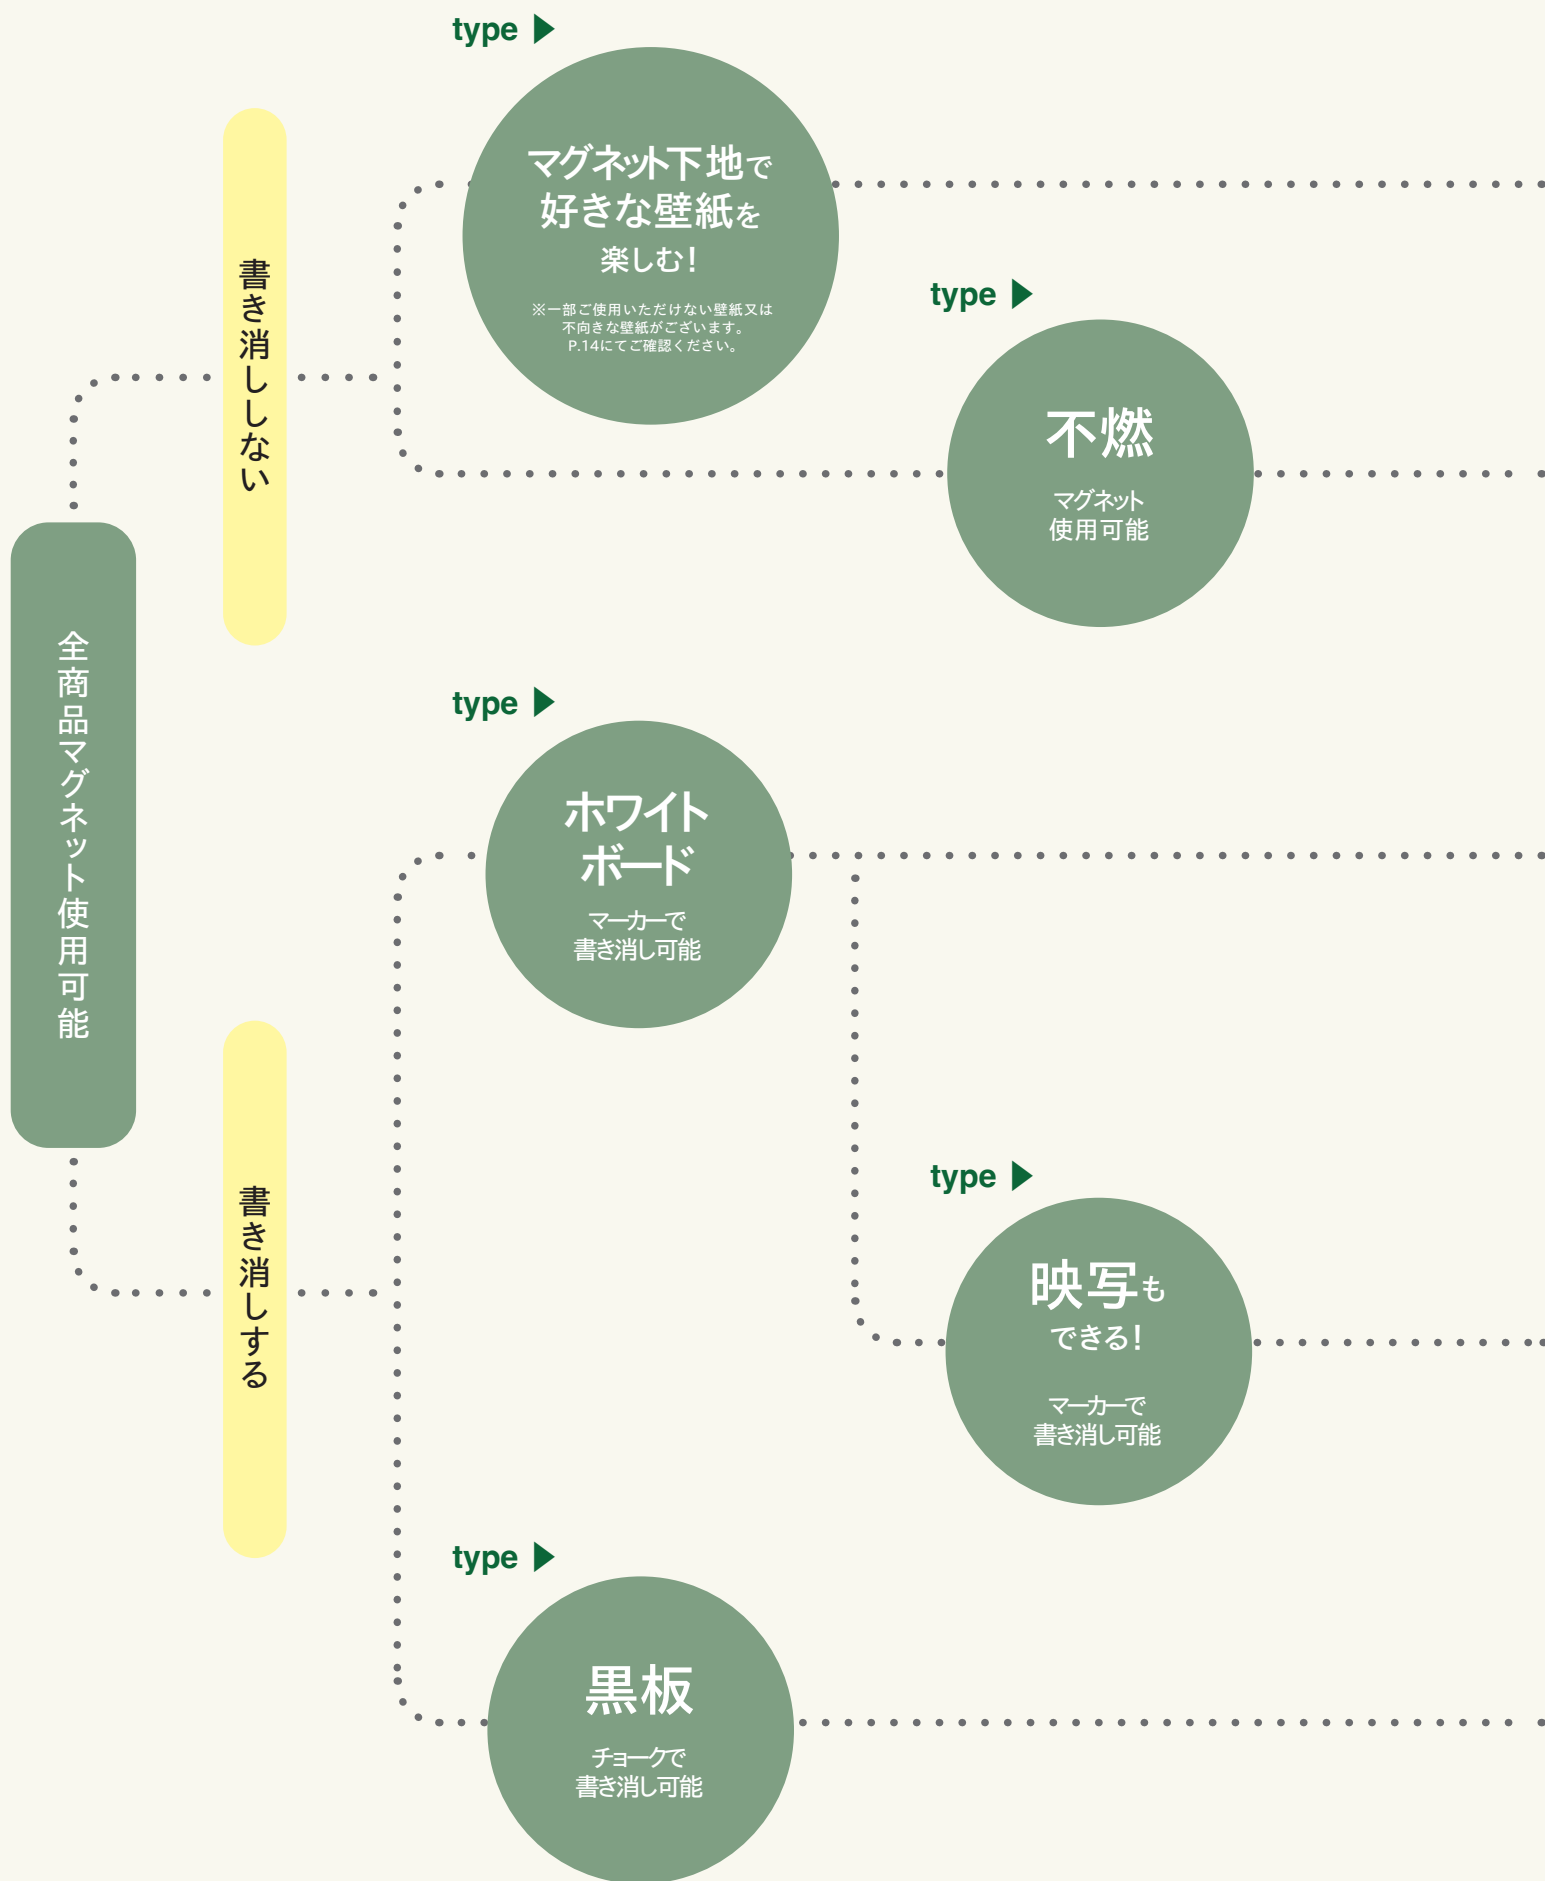 全商品マグネット使用可能
書き消ししない
type ▶
マグネット下地で
好きな壁紙を
楽しむ！
※一部ご使用いただけない壁紙又は
不向きな壁紙がございます。
P.14にてご確認ください。
type ▶
不燃
マグネット
使用可能
書き消しする
type ▶
ホワイト
ボード
マーカーで
書き消し可能
type ▶
映写も
できる！
マーカーで
書き消し可能
type ▶
黒板
チョークで
書き消し可能